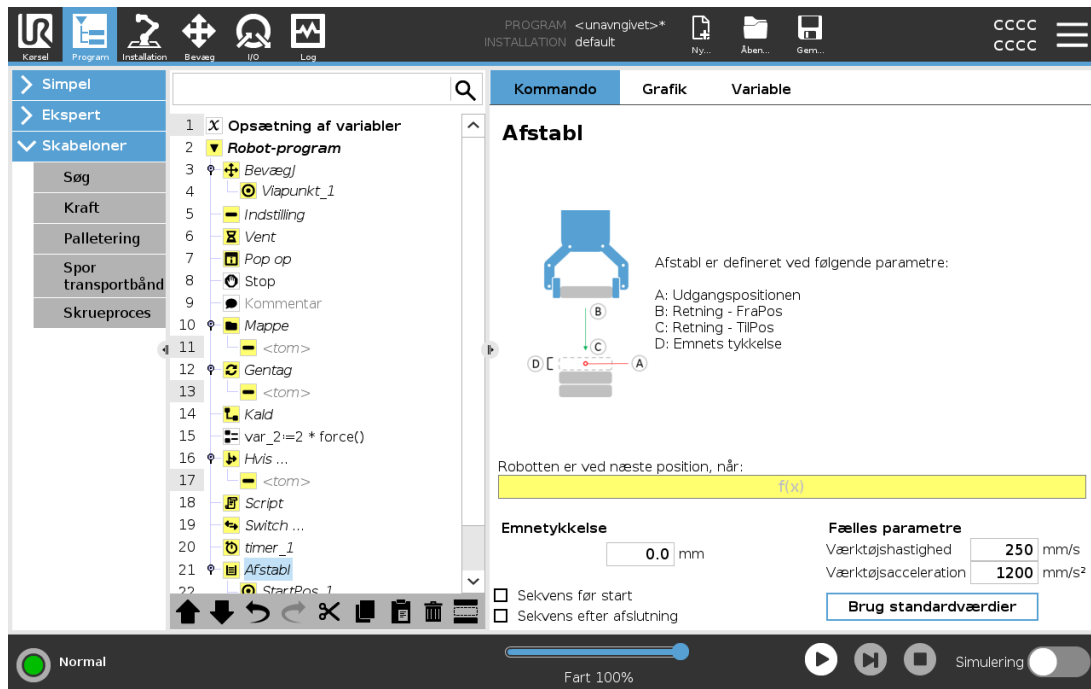 PROGRAM <unavngivet>*
INSTALLATION default
CCCC
CCCC
Kørsel
Program
Installation
Bevæg
I/O
Log
Ny...
Åben...
Gem...
Simpel
Ekspert
Skabeloner
Søg
Kraft
Palletering
Spor
transportbånd
Skrueproces
1 X Opsætning af variabler
2 Robot-program
3 BevægJ
4 Viapunkt_1
5 Indstilling
6 Vent
7 Pop op
8 Stop
9 Kommentar
10 Mappe
11 <tom>
12 Gentag
13 <tom>
14 Kald
15 var_2:=2 * force()
16 Hvis ...
17 <tom>
18 Script
19 Switch ...
20 timer_1
21 Afstabl
22 StartPos_1
Kommando
Grafik
Variable
Afstabl
Afstabl er defineret ved følgende parametre:
A: Udgangspositionen
B: Retning - FraPos
C: Retning - TilPos
D: Emnets tykkelse
B
C
D
A
Robotten er ved næste position, når:
f(x)
Emnetykkelse
0.0 mm
Sekvens før start
Sekvens efter afslutning
Fælles parametre
Værktøjshastighed 250 mm/s
Værktøjsacceleration 1200 mm/s²
Brug standardværdier
Normal
Fart 100%
Simulering